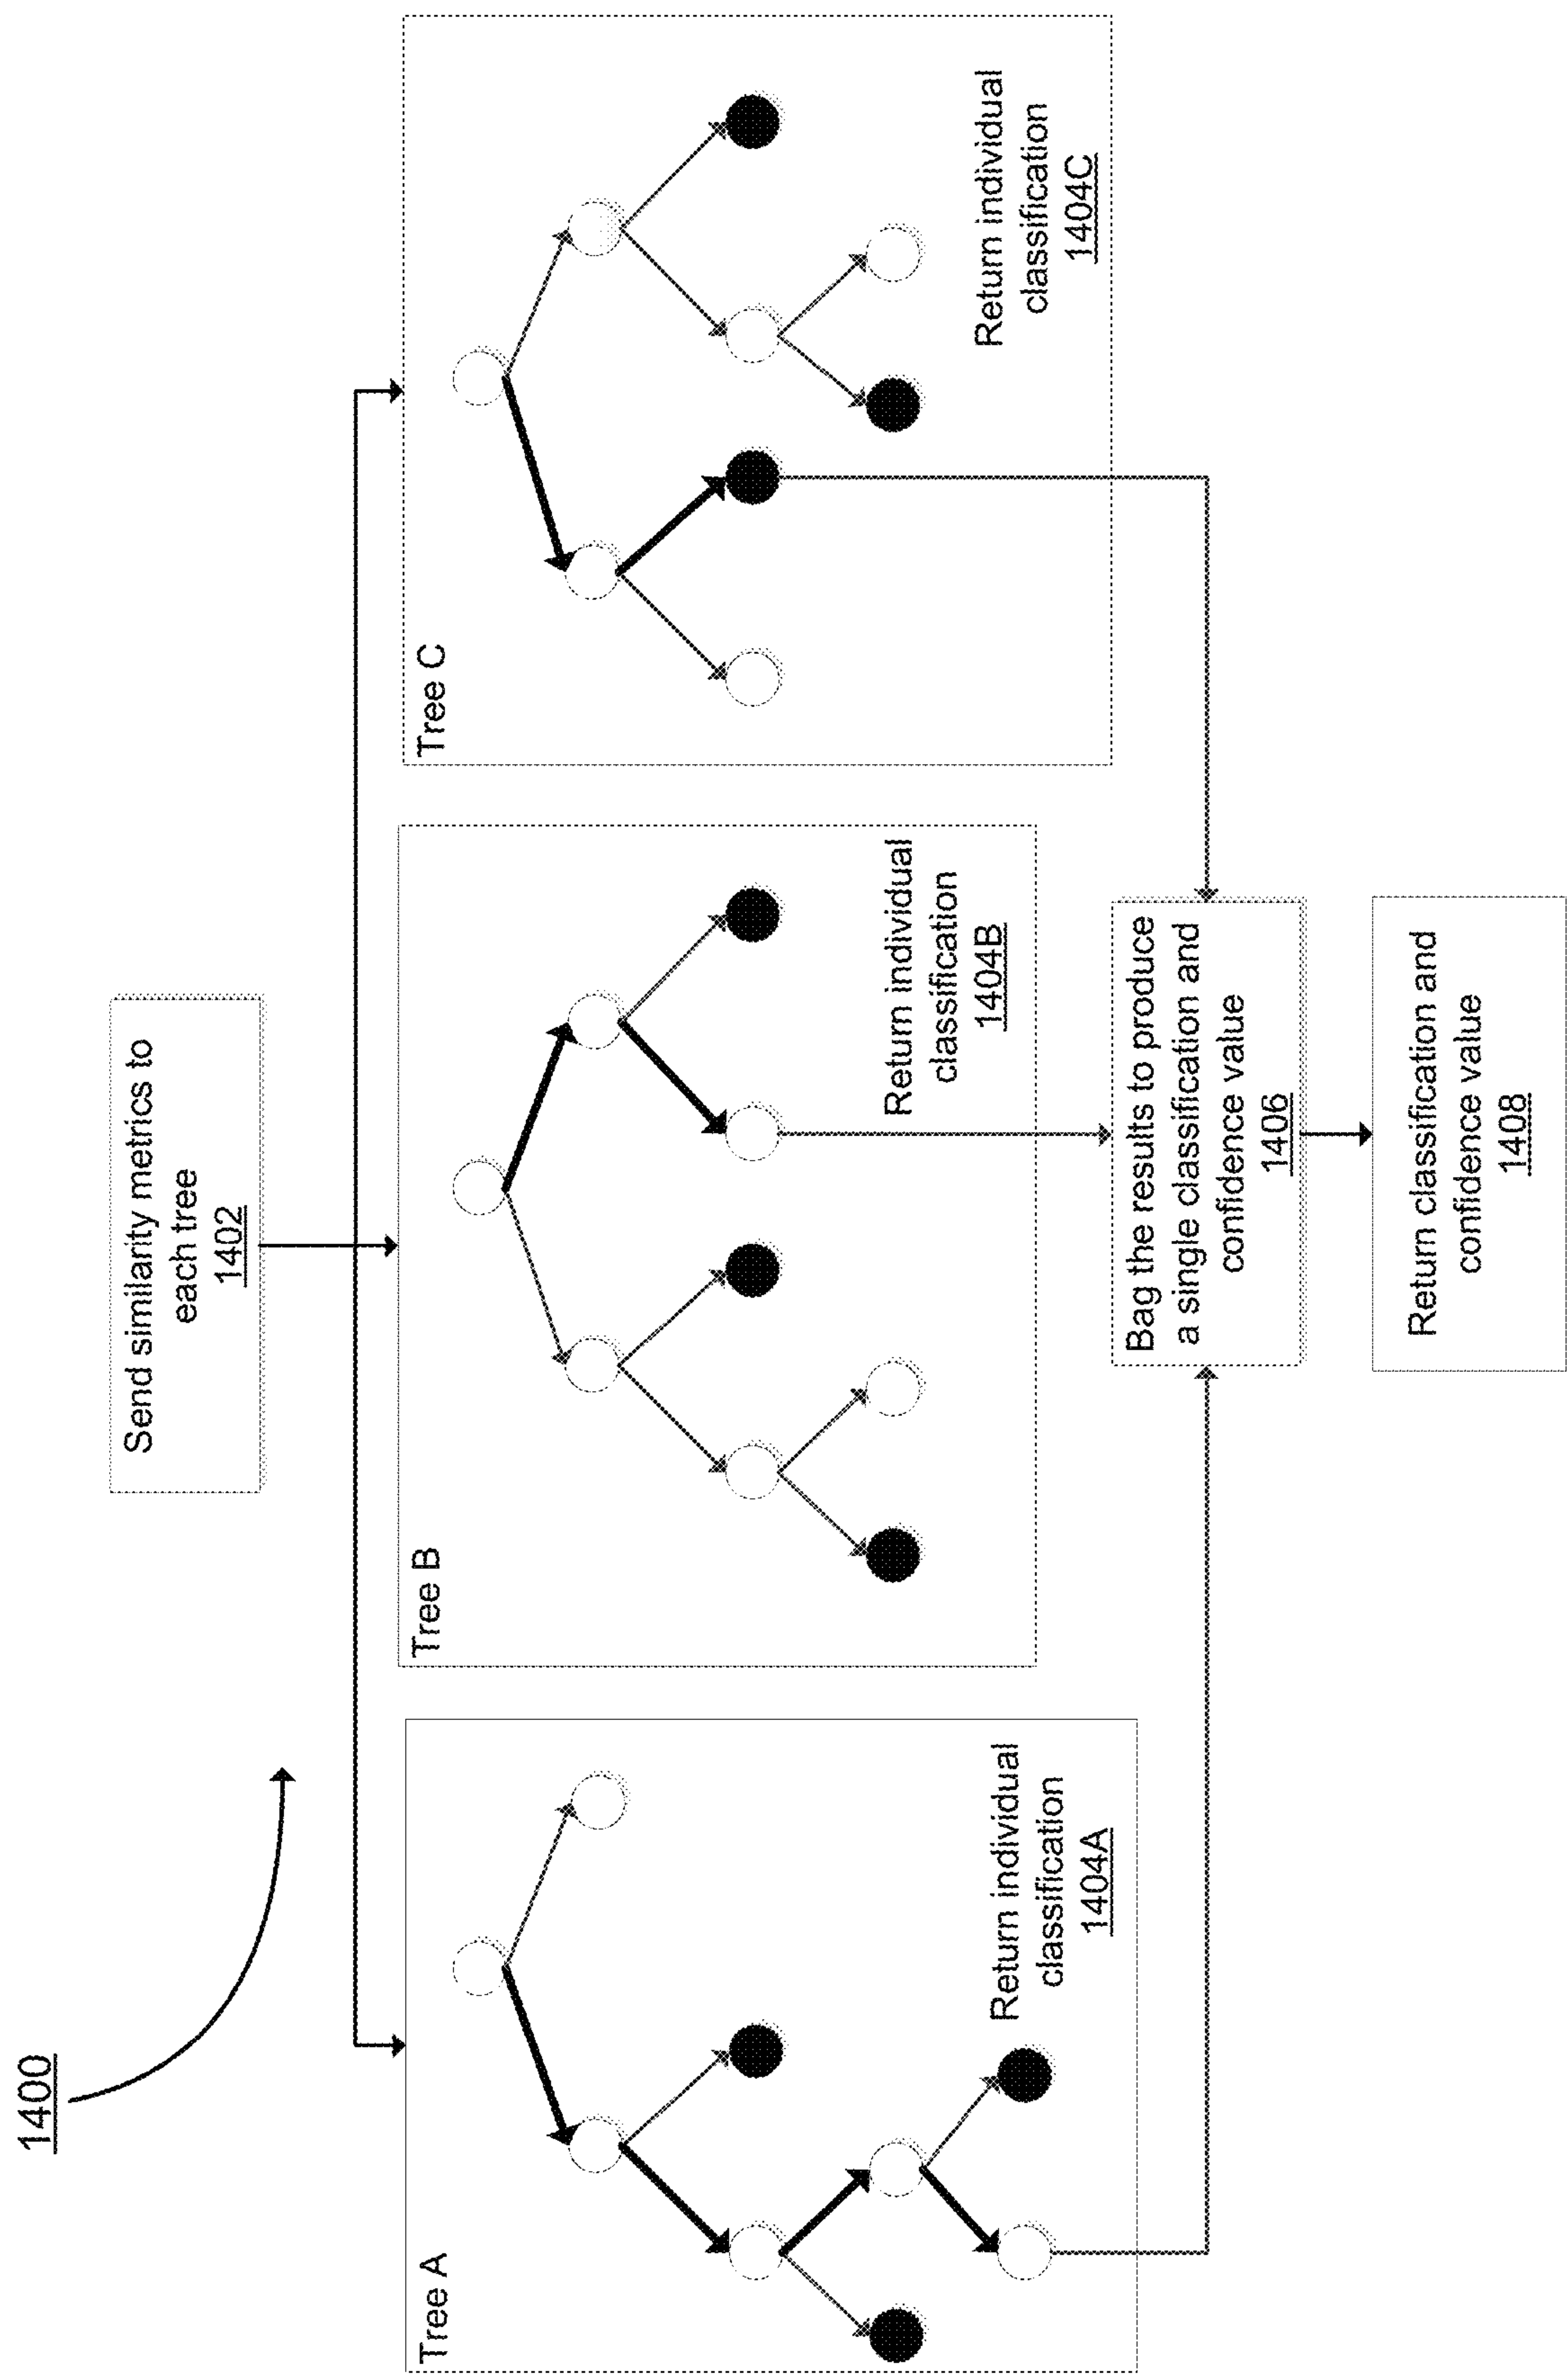 1400
Send similarity metrics to
each tree
1402
Tree A
Return individual
classification
1404A
Tree B
Return individual
classification
1404B
Tree C
Return individual
classification
1404C
Bag the results to produce
a single classification and
confidence value
1406
Return classification and
confidence value
1408